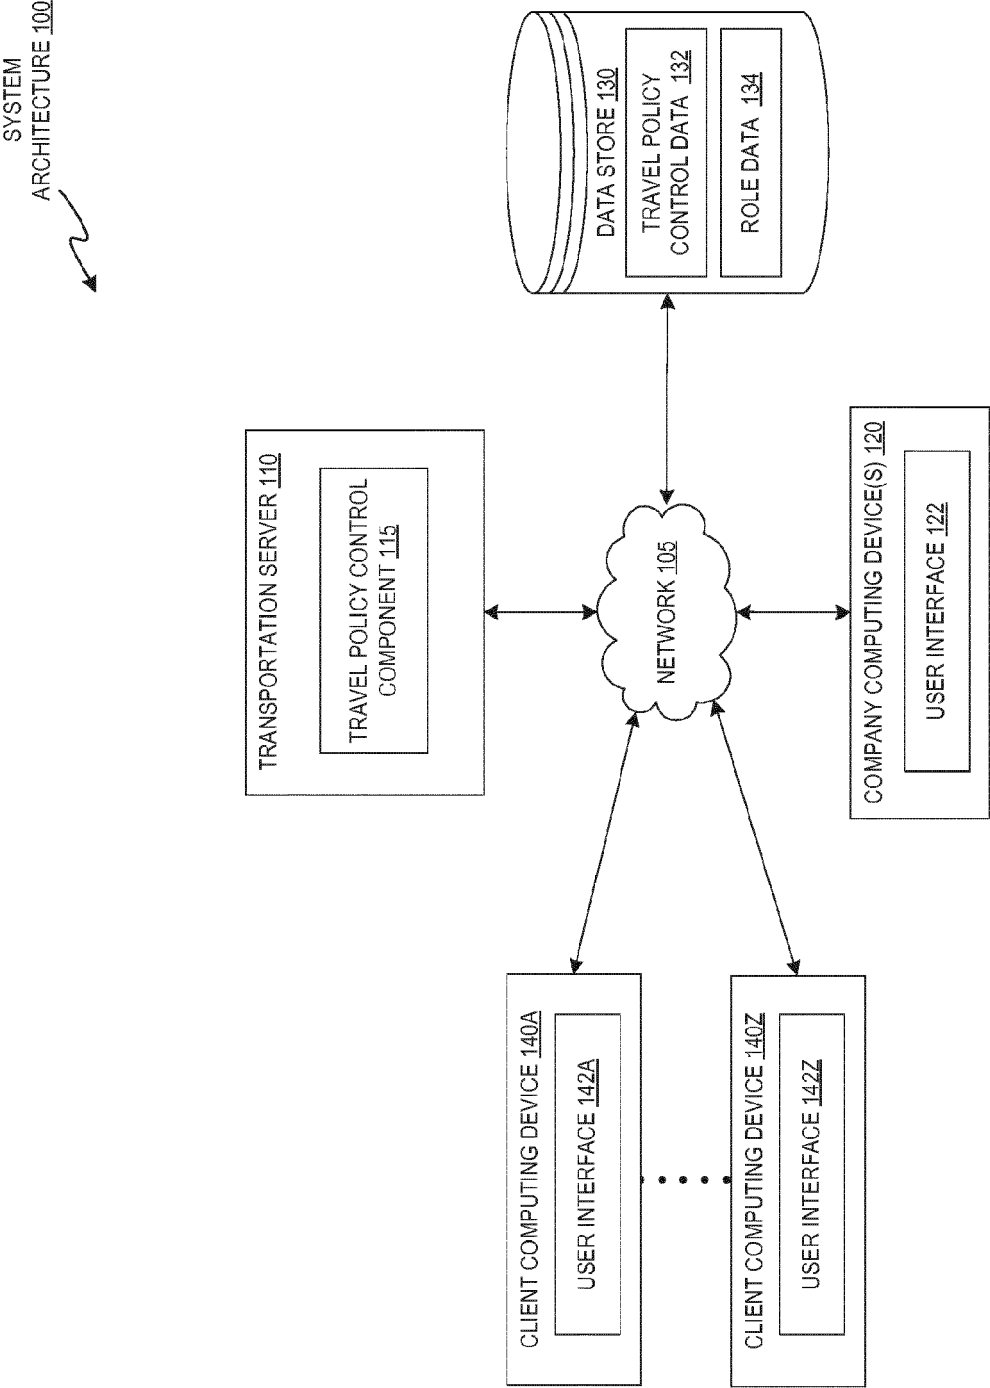 SYSTEM
ARCHITECTURE 100
TRANSPORTATION SERVER 110
TRAVEL POLICY CONTROL
COMPONENT 115
DATA STORE 130
TRAVEL POLICY
CONTROL DATA 132
ROLE DATA 134
NETWORK 105
CLIENT COMPUTING DEVICE 140A
USER INTERFACE 142A
CLIENT COMPUTING DEVICE 140Z
USER INTERFACE 142Z
COMPANY COMPUTING DEVICE(S) 120
USER INTERFACE 122